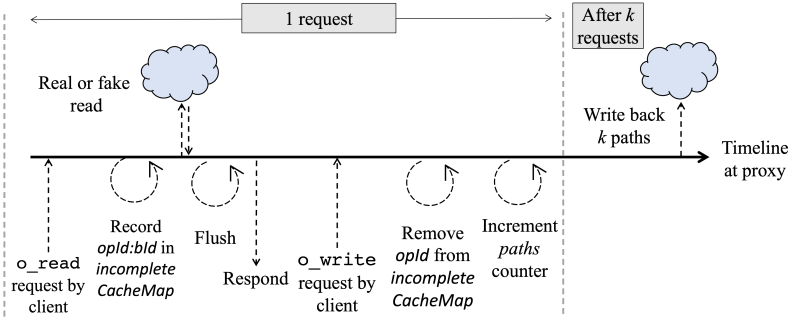 1 request
After k
requests
Real or fake
read
Write back
k paths
Timeline
at proxy
o_read
request by
client
Record
opId:bId in
incomplete
CacheMap
Flush
Respond
o_write
request by
client
Remove
opId from
incomplete
CacheMap
Increment
paths
counter